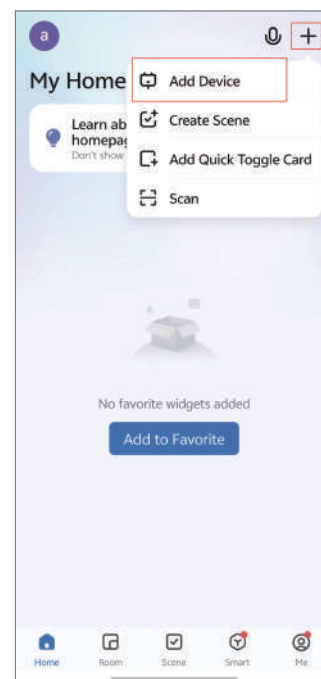 a
My Home
Add Device
Learn ab
homepag
Don't show
Create Scene
Add Quick Toggle Card
Scan
No favorite widgets added
Add to Favorite
Home Room Scene Smart Me